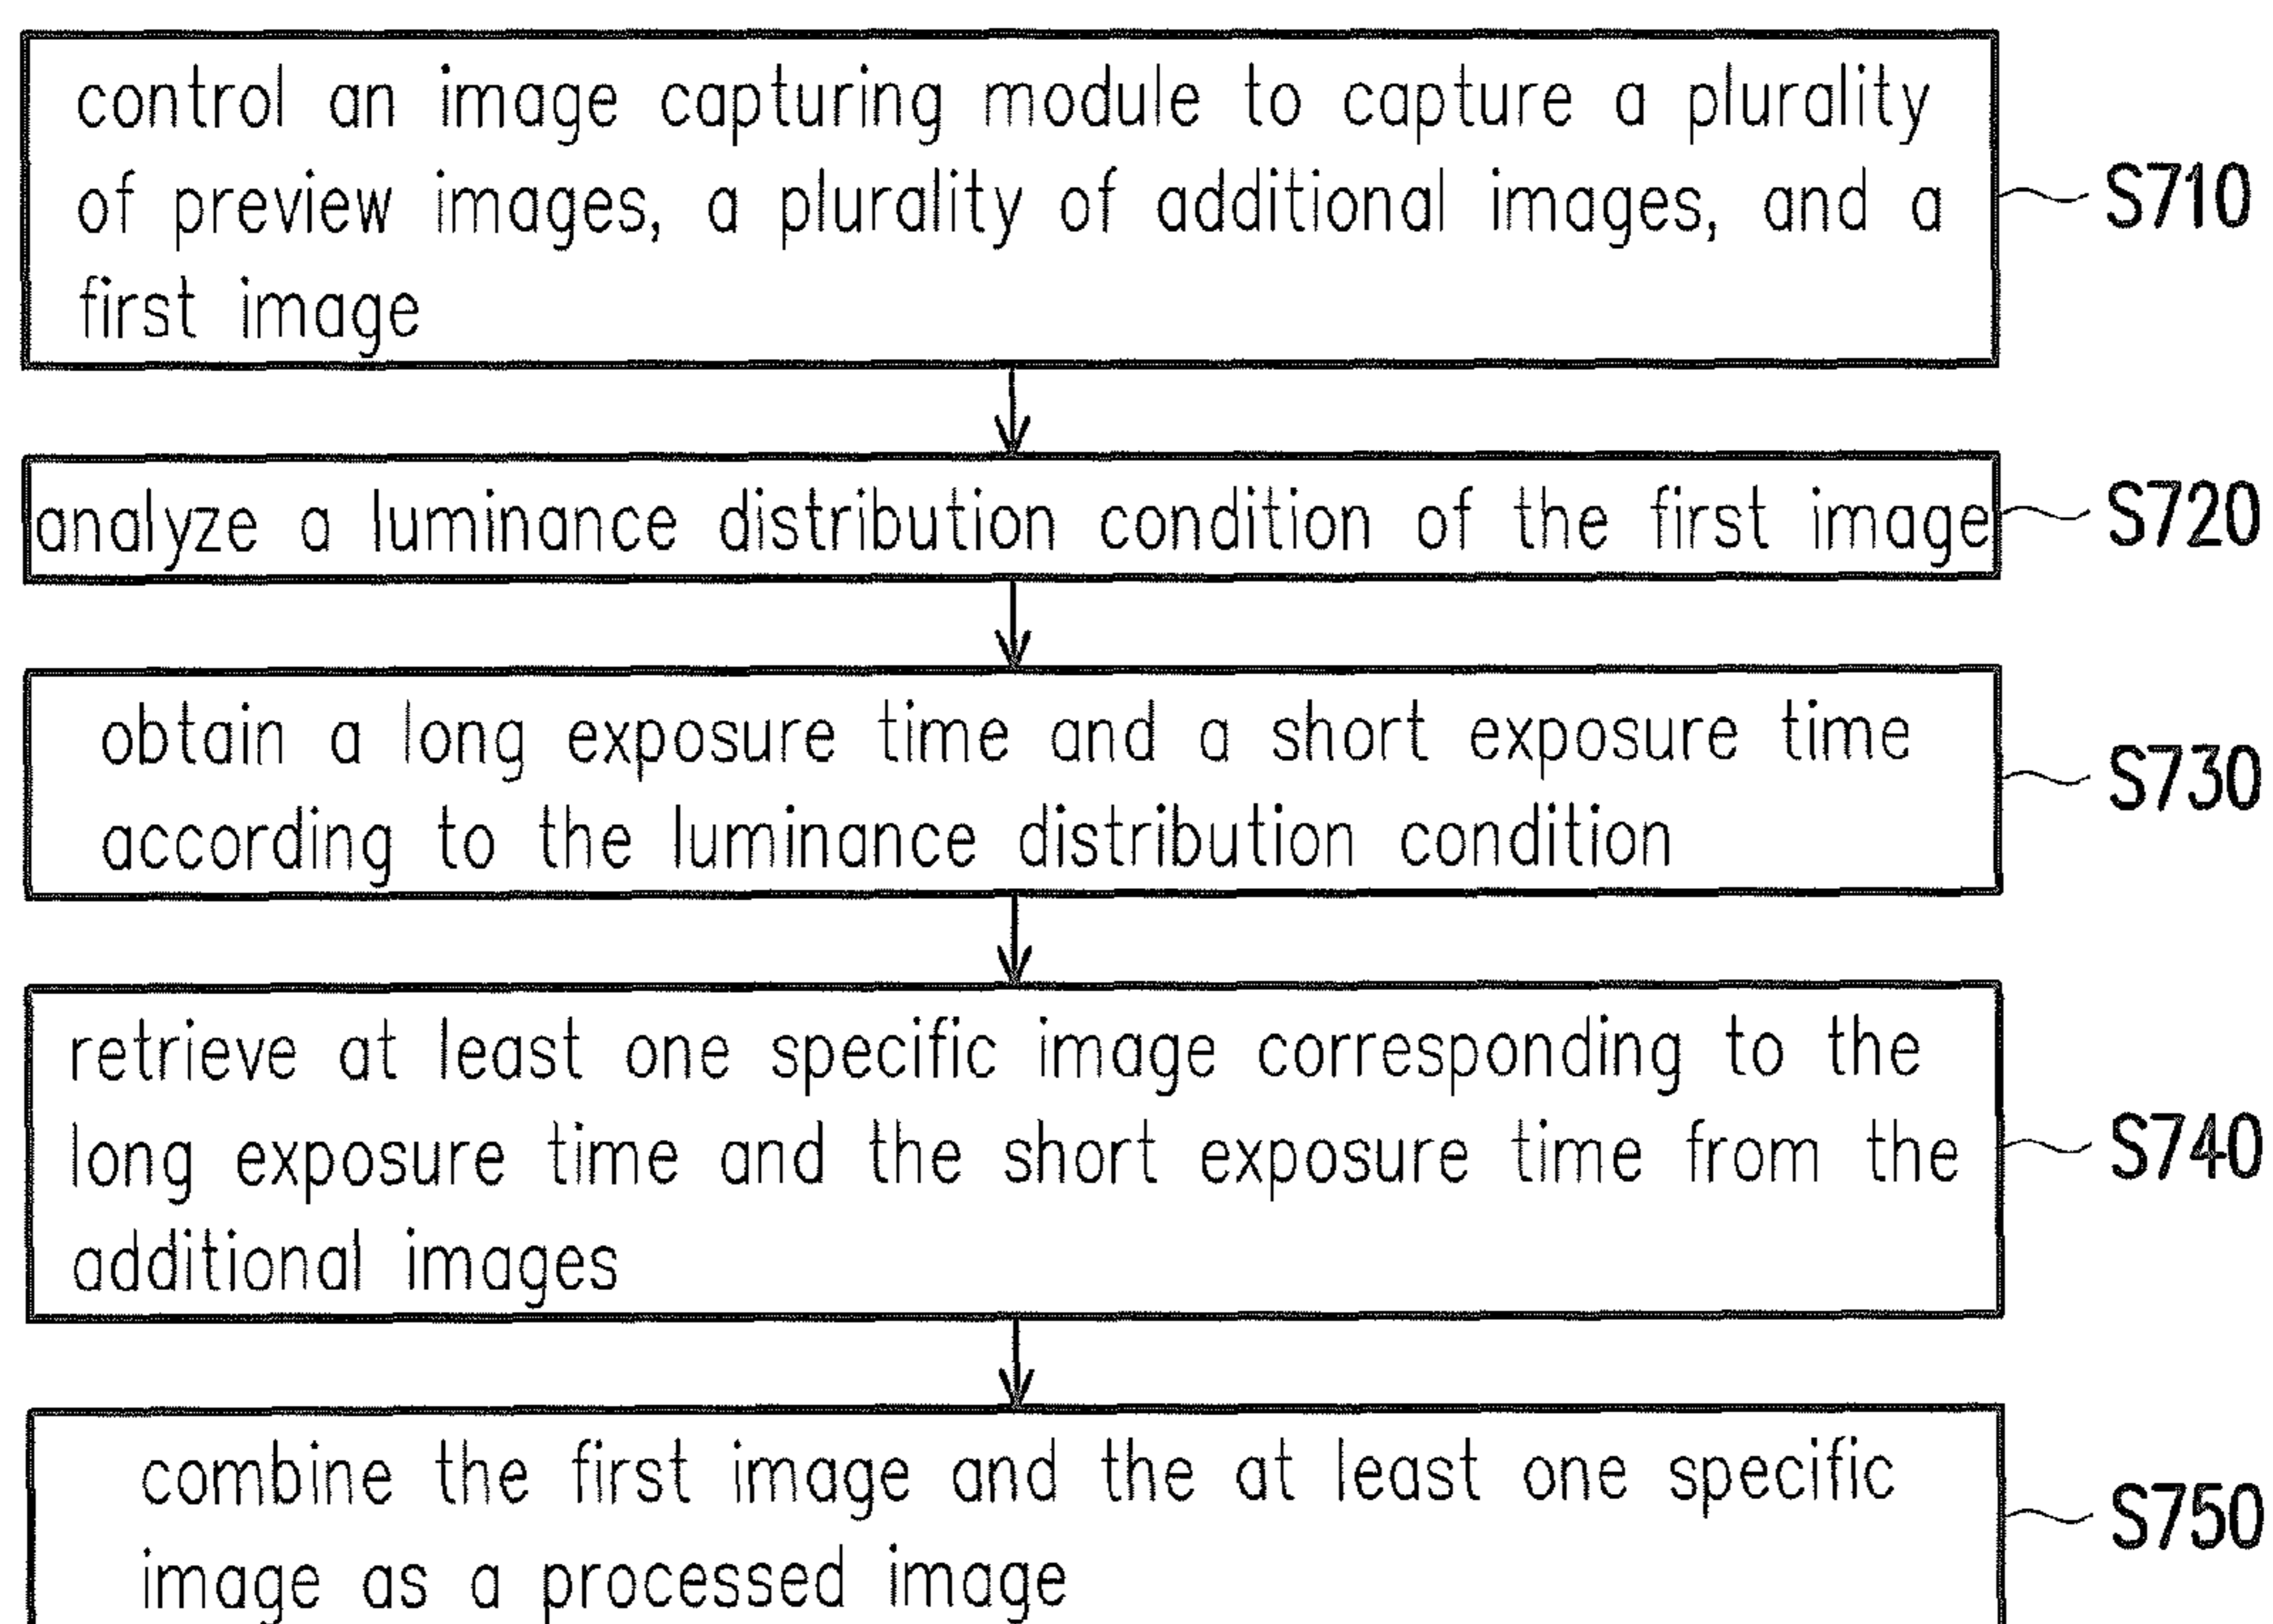 control an image capturing module to capture a plurality
of preview images, a plurality of additional images, and a
first image
S710
analyze a luminance distribution condition of the first image
S720
obtain a long exposure time and a short exposure time
according to the luminance distribution condition
S730
retrieve at least one specific image corresponding to the
long exposure time and the short exposure time from the
additional images
S740
combine the first image and the at least one specific
image as a processed image
S750